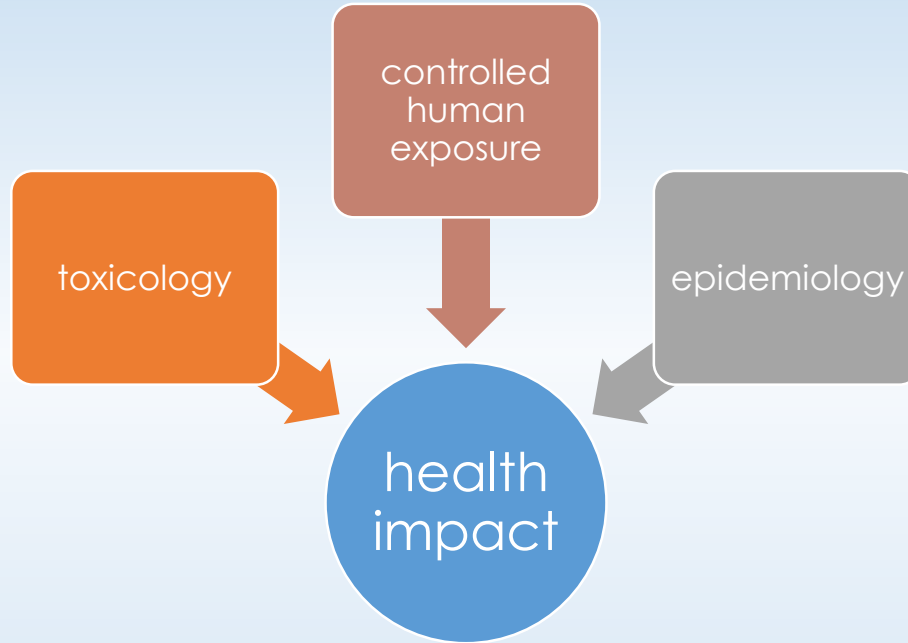 controlled
human
exposure
toxicology
epidemiology
health
impact